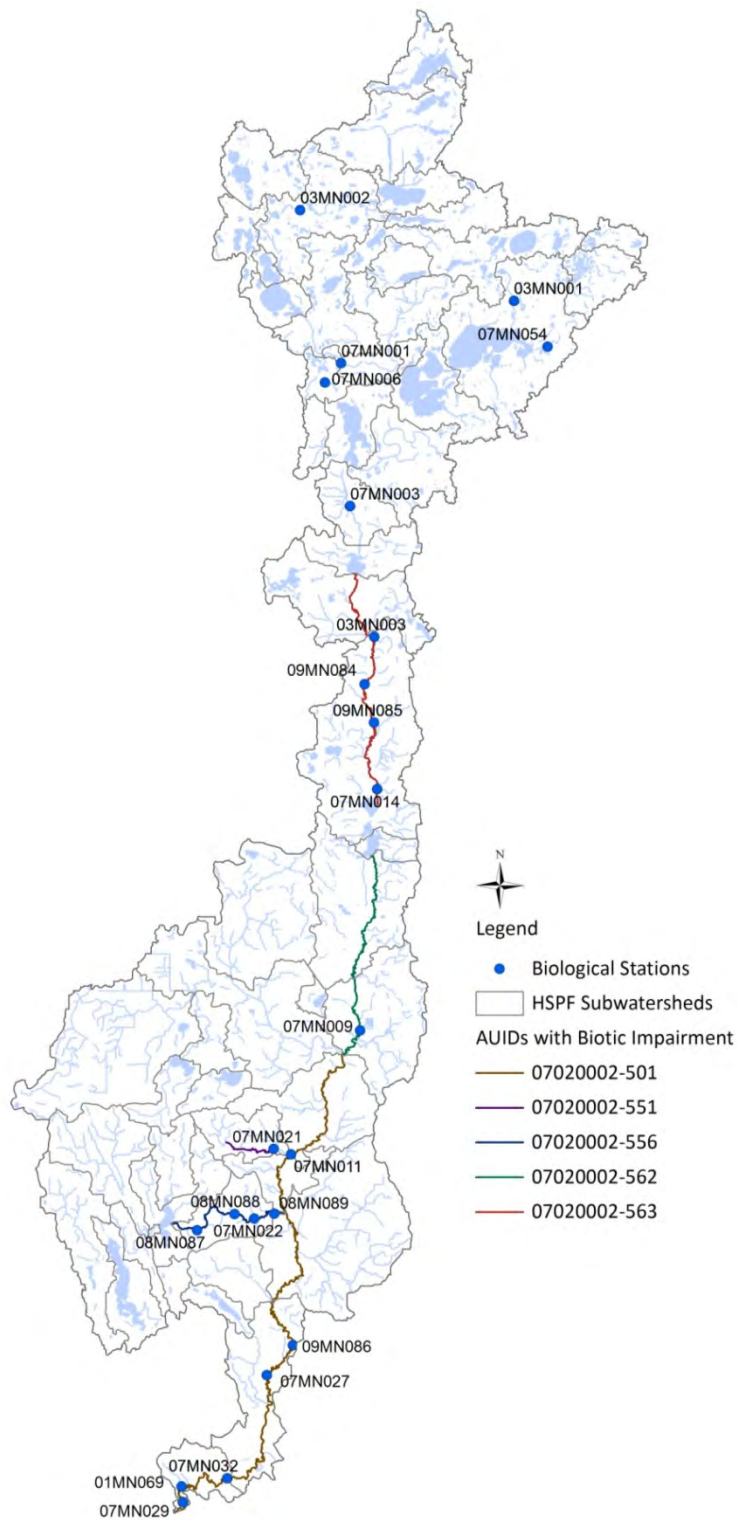 03MN002
03MN001
07MN054
07MN001
07MN006
07MN003
03MN003
09MN084
09MN085
07MN014
N
Legend
Biological Stations
HSPF Subwatersheds
AUIDs with Biotic Impairment
07020002-501
07020002-551
07020002-556
07020002-562
07020002-563
07MN009
07MN021
07MN011
08MN088
08MN089
07MN022
08MN087
09MN086
07MN027
07MN032
01MN069
07MN029